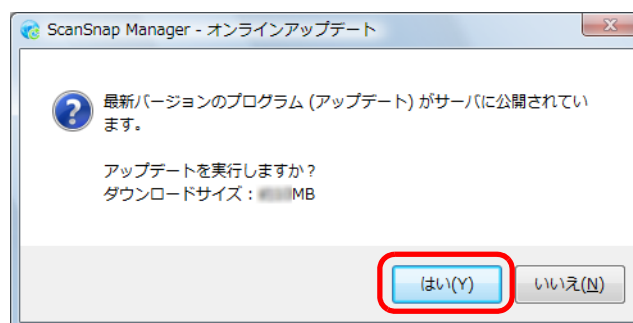 ScanSnap Manager - オンラインアップデート
最新バージョンのプログラム (アップデート) がサーバに公開されてい
ます。
アップデートを実行しますか？
ダウンロードサイズ： MB
はい(Y)
いいえ(N)